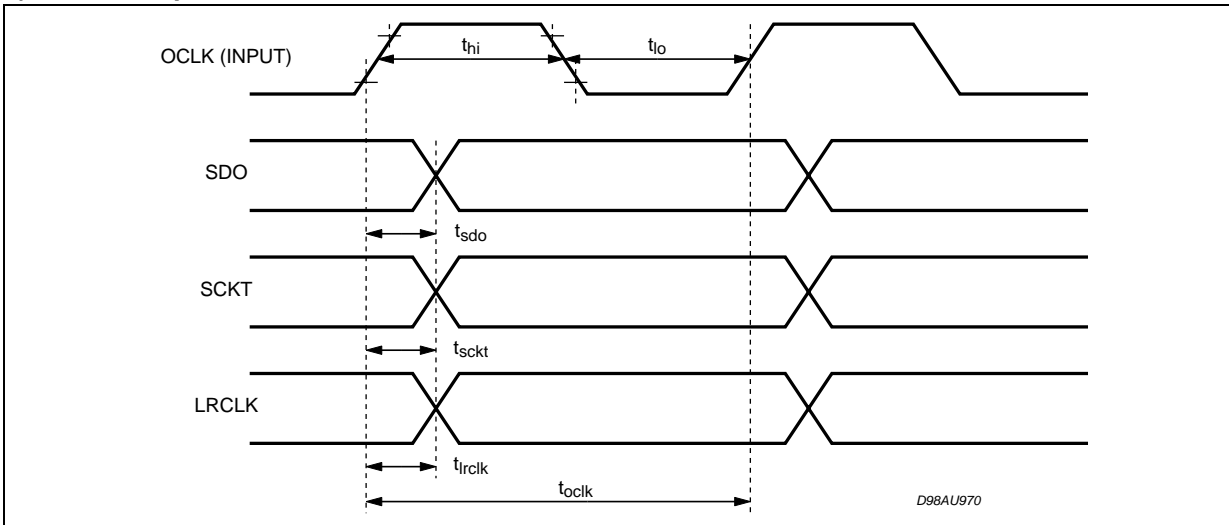 OCLK (INPUT)
thi
tlo
SDO
tsdo
SCKT
tsckt
LRCLK
tlrclk
toclk
D98AU970